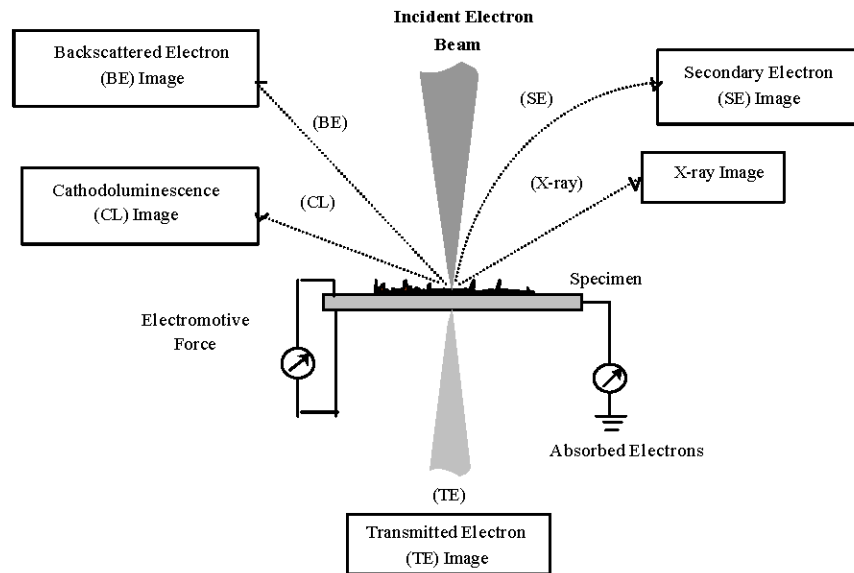 Incident Electron
Beam
Backscattered Electron
(BE) Image
Secondary Electron
(SE) Image
(SE)
(BE)
Cathodoluminescence
(CL) Image
(CL)
(X-ray)
X-ray Image
Specimen
Electromotive
Force
Absorbed Electrons
(TE)
Transmitted Electron
(TE) Image